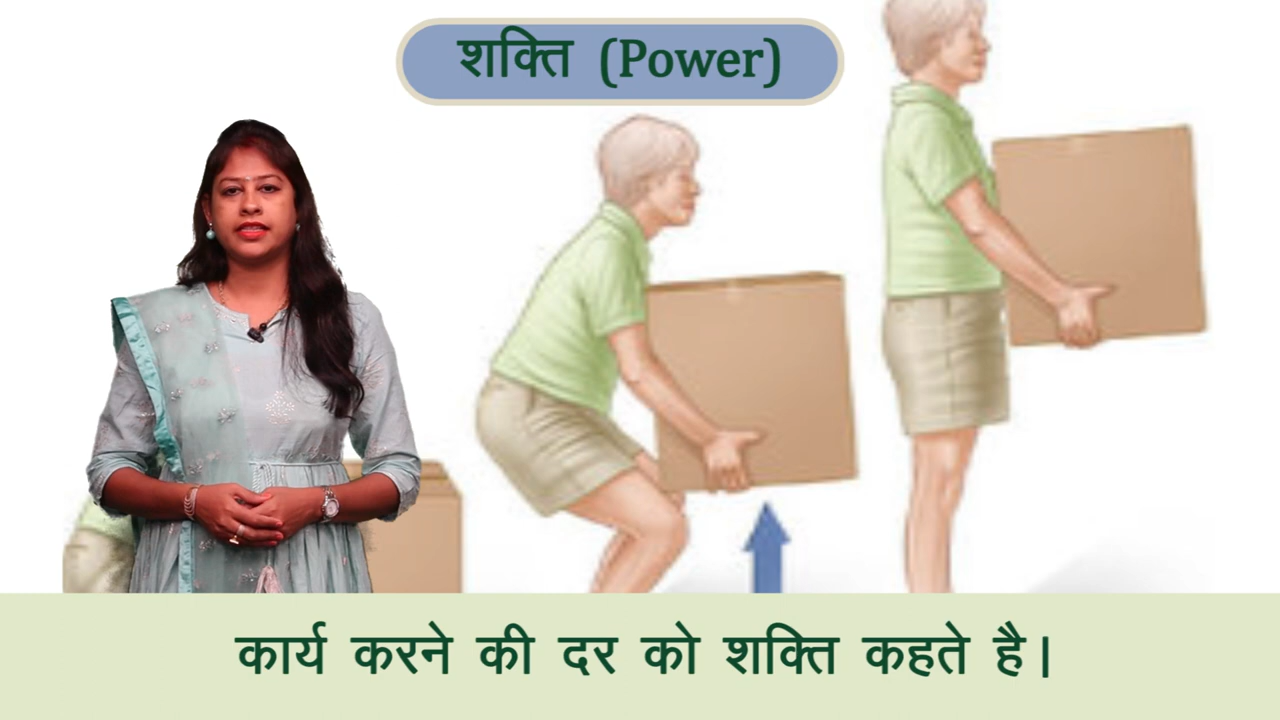 शक्ति (Power)
कार्य करने की दर को शक्ति कहते है।